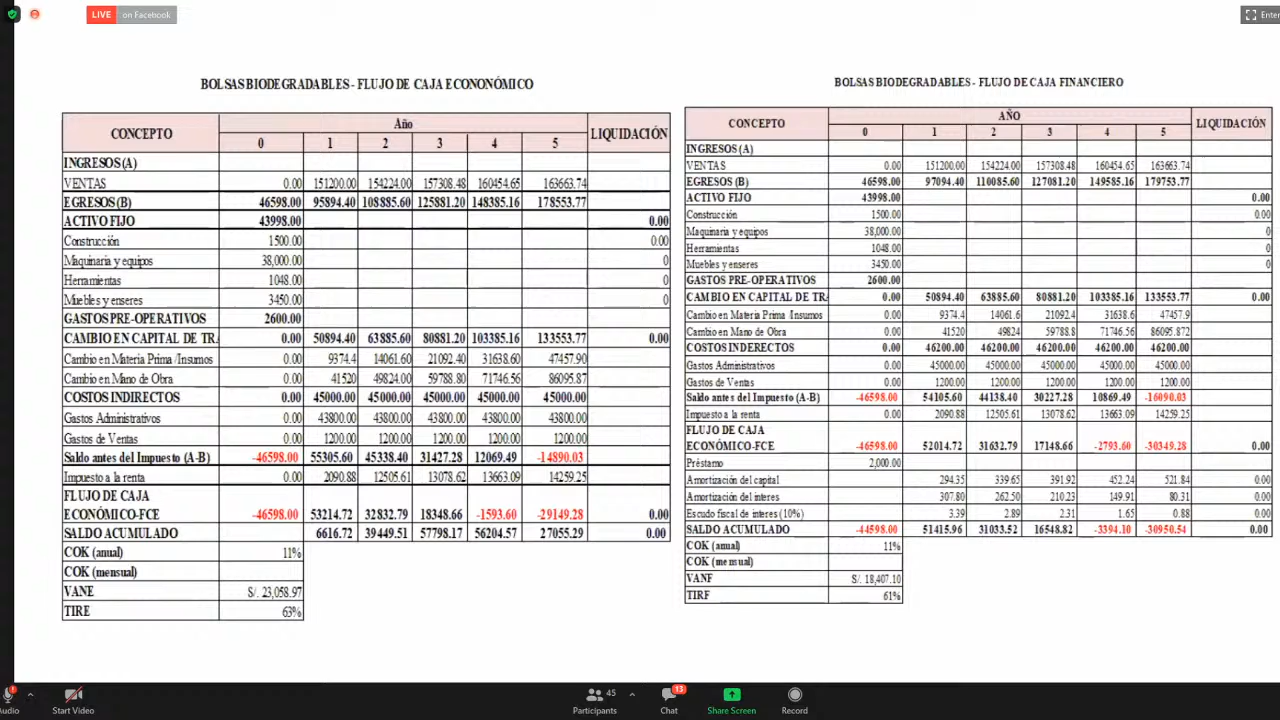 LIVE on Facebook
Enter
BOLSAS BIODEGRADABLES - FLUJO DE CAJA ECONONÓMICO
CONCEPTO Año LIQUIDACIÓN
0 1 2 3 4 5
INGRESOS (A)
VENTAS 0.00 151200.00 154224.00 157308.48 160454.65 163663.74
EGRESOS (B) 46598.00 95894.40 108885.60 125881.20 148385.16 178553.77
ACTIVO FIJO 43998.00 0.00
Construcción 1500.00 0.00
Maquinaria y equipos 38,000.00 0
Herramientas 1048.00 0
Muebles y enseres 3450.00 0
GASTOS PRE-OPERATIVOS 2600.00
CAMBIO EN CAPITAL DE TRA 0.00 50894.40 63885.60 80881.20 103385.16 133553.77 0.00
Cambio en Materia Prima /Insumos 0.00 9374.4 14061.60 21092.40 31638.60 47457.90
Cambio en Mano de Obra 0.00 41520 49824.00 59788.80 71746.56 86095.87
COSTOS INDIRECTOS 0.00 45000.00 45000.00 45000.00 45000.00 45000.00
Gastos Administrativos 0.00 43800.00 43800.00 43800.00 43800.00 43800.00
Gastos de Ventas 0.00 1200.00 1200.00 1200.00 1200.00 1200.00
Saldo antes del Impuesto (A-B) -46598.00 55305.60 45338.40 31427.28 12069.49 -14890.03
Impuesto a la renta 0.00 2090.88 12505.61 13078.62 13663.09 14259.25
FLUJO DE CAJA
ECONÓMICO-FCE -46598.00 53214.72 32832.79 18348.66 -1593.60 -29149.28 0.00
SALDO ACUMULADO 6616.72 39449.51 57798.17 56204.57 27055.29 0.00
COK (anual) 11%
COK (mensual)
VANE S/. 23,058.97
TIRE 63%
BOLSAS BIODEGRADABLES - FLUJO DE CAJA FINANCIERO
CONCEPTO AÑO LIQUIDACIÓN
0 1 2 3 4 5
INGRESOS (A)
VENTAS 0.00 151200.00 154224.00 157308.48 160454.65 163663.74
EGRESOS (B) 46598.00 97094.40 110085.60 127081.20 149585.16 179753.77
ACTIVO FIJO 43998.00 0.00
Construcción 1500.00 0.00
Maquinaria y equipos 38,000.00 0
Herramientas 1048.00 0
Muebles y enseres 3450.00 0
GASTOS PRE-OPERATIVOS 2600.00
CAMBIO EN CAPITAL DE TRA 0.00 50894.40 63885.60 80881.20 103385.16 133553.77 0.00
Cambio en Materia Prima /Insumos 0.00 9374.4 14061.6 21092.4 31638.6 47457.9
Cambio en Mano de Obra 0.00 41520 49824 59788.8 71746.56 86095.872
COSTOS INDERECTOS 0.00 46200.00 46200.00 46200.00 46200.00 46200.00
Gastos Administrativos 0.00 45000.00 45000.00 45000.00 45000.00 45000.00
Gastos de Ventas 0.00 1200.00 1200.00 1200.00 1200.00 1200.00
Saldo antes del Impuesto (A-B) -46598.00 54105.60 44138.40 30227.28 10869.49 -16090.03
Impuesto a la renta 0.00 2090.88 12505.61 13078.62 13663.09 14259.25
FLUJO DE CAJA
ECONÓMICO-FCE -46598.00 52014.72 31632.79 17148.66 -2793.60 -30349.28 0.00
Préstamo 2,000.00
Amortización del capital 294.35 339.65 391.92 452.24 521.84 0.00
Amortización del interes 307.80 262.50 210.23 149.91 80.31 0.00
Escudo fiscal de interes (10%) 3.39 2.89 2.31 1.65 0.88 0.00
SALDO ACUMULADO -44598.00 51415.96 31033.52 16548.82 -3394.10 -30950.54 0.00
COK (anual) 11%
COK (mensual)
VANF S/. 18,407.10
TIRF 61%
Audio Start Video Participants 45 Chat 13 Share Screen Record